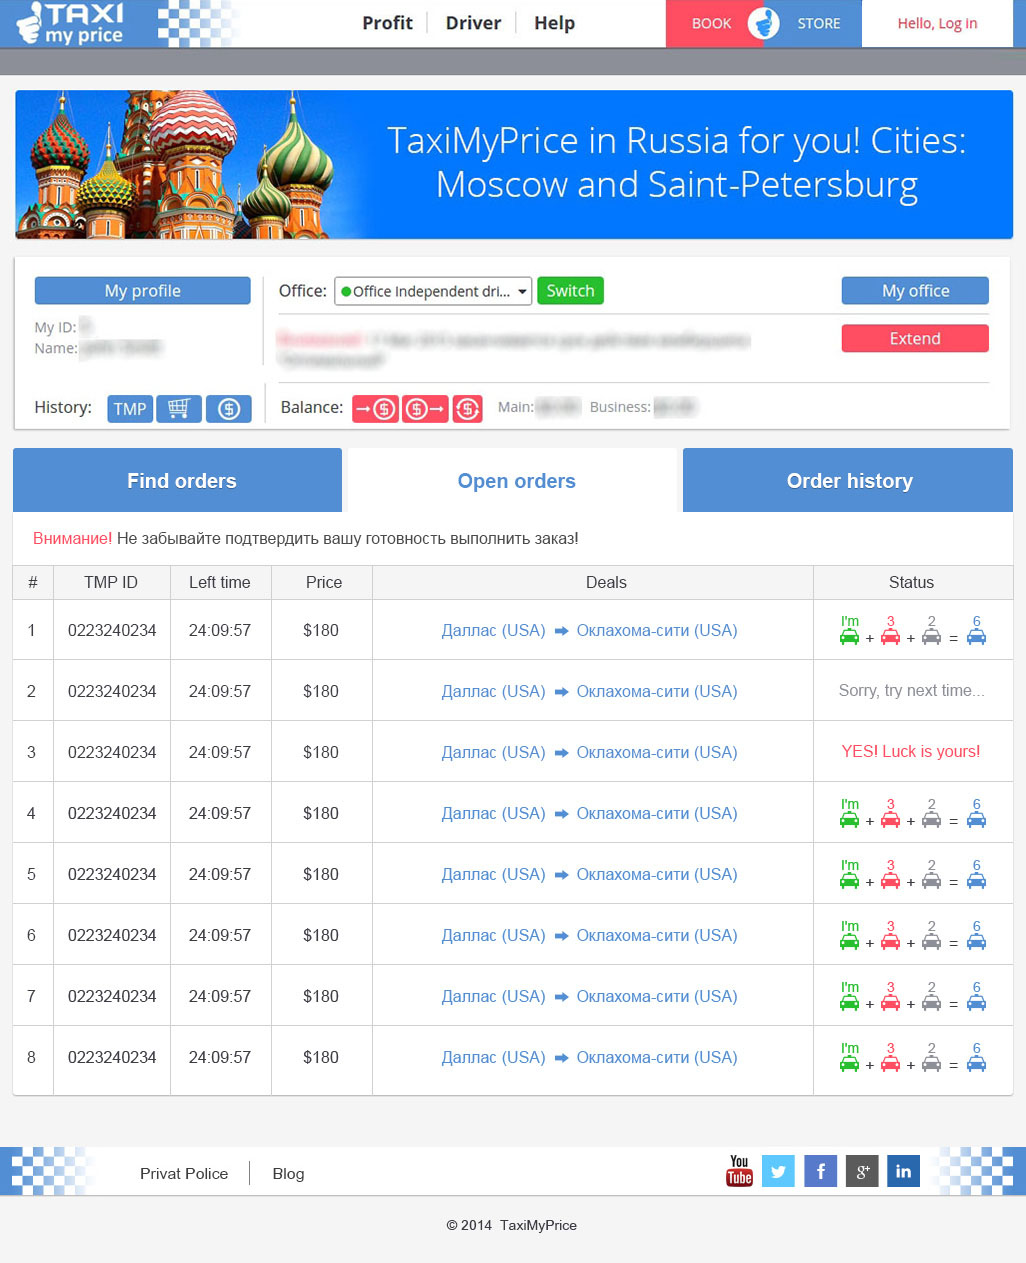 TAXI
my price
Profit
Driver
Help
BOOK
STORE
Hello, Log in
TaxiMyPrice in Russia for you! Cities:
Moscow and Saint-Petersburg
My profile
Office:
Office Independent dri...
Switch
My office
My ID:
Name:
Extend
History:
TMP
Balance:
Main:
Business:
Find orders
Open orders
Order history
Внимание! Не забывайте подтвердить вашу готовность выполнить заказ!
# TMP ID Left time Price Deals Status
1 0223240234 24:09:57 $180 Даллас (USA) Оклахома-сити (USA) I'm + 3 + 2 = 6
2 0223240234 24:09:57 $180 Даллас (USA) Оклахома-сити (USA) Sorry, try next time...
3 0223240234 24:09:57 $180 Даллас (USA) Оклахома-сити (USA) YES! Luck is yours!
4 0223240234 24:09:57 $180 Даллас (USA) Оклахома-сити (USA) I'm + 3 + 2 = 6
5 0223240234 24:09:57 $180 Даллас (USA) Оклахома-сити (USA) I'm + 3 + 2 = 6
6 0223240234 24:09:57 $180 Даллас (USA) Оклахома-сити (USA) I'm + 3 + 2 = 6
7 0223240234 24:09:57 $180 Даллас (USA) Оклахома-сити (USA) I'm + 3 + 2 = 6
8 0223240234 24:09:57 $180 Даллас (USA) Оклахома-сити (USA) I'm + 3 + 2 = 6
Privat Police
Blog
You
Tube
f
g+
in
© 2014 TaxiMyPrice